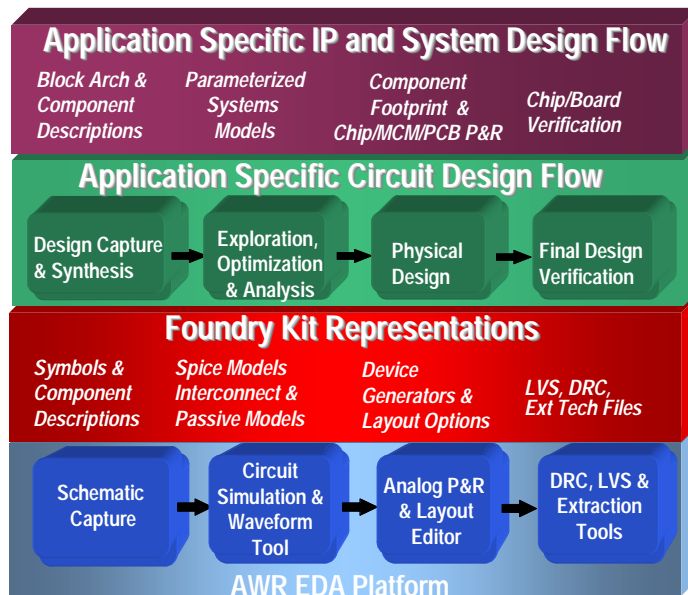 Application Specific IP and System Design Flow
Block Arch &
Component
Descriptions
Parameterized
Systems
Models
Component
Footprint &
Chip/MCM/PCB P&R
Chip/Board
Verification
Application Specific Circuit Design Flow
Design Capture
& Synthesis
Exploration,
Optimization
& Analysis
Physical
Design
Final Design
Verification
Foundry Kit Representations
Symbols &
Component
Descriptions
Spice Models
Interconnect &
Passive Models
Device
Generators &
Layout Options
LVS, DRC,
Ext Tech Files
Schematic
Capture
Circuit
Simulation &
Waveform
Tool
Analog P&R
& Layout
Editor
DRC, LVS &
Extraction
Tools
AWR EDA Platform